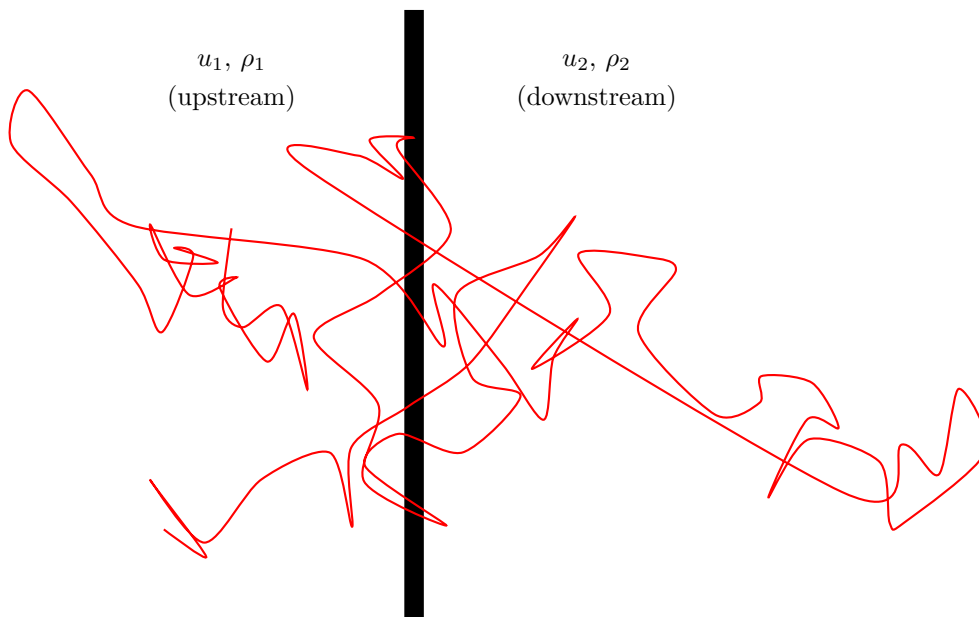 u₁, ρ₁
(upstream)
u₂, ρ₂
(downstream)